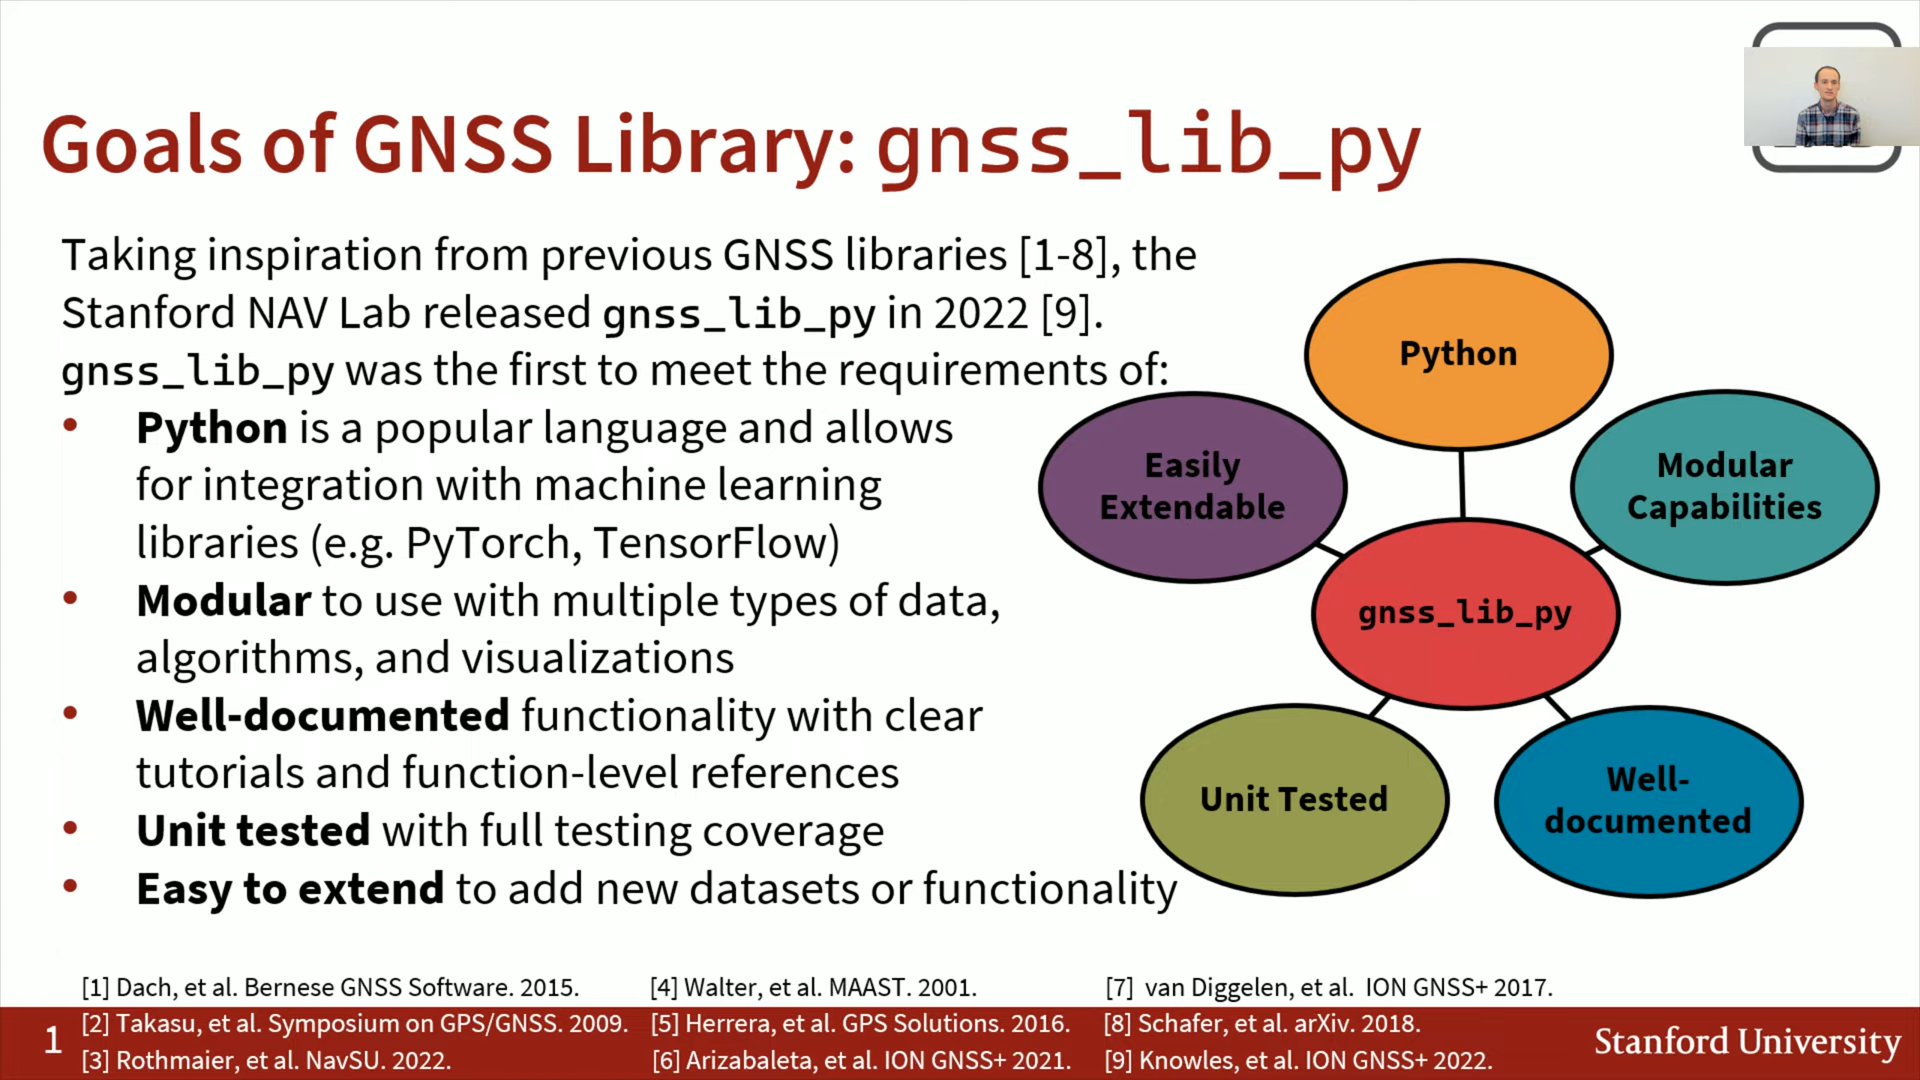 Goals of GNSS Library: gnss_lib_py
Taking inspiration from previous GNSS libraries [1-8], the
Stanford NAV Lab released gnss_lib_py in 2022 [9].
gnss_lib_py was the first to meet the requirements of:
• Python is a popular language and allows
for integration with machine learning
libraries (e.g. PyTorch, TensorFlow)
• Modular to use with multiple types of data,
algorithms, and visualizations
• Well-documented functionality with clear
tutorials and function-level references
• Unit tested with full testing coverage
• Easy to extend to add new datasets or functionality
Python
Easily
Extendable
Modular
Capabilities
gnss_lib_py
Unit Tested
Well-
documented
[1] Dach, et al. Bernese GNSS Software. 2015.
[2] Takasu, et al. Symposium on GPS/GNSS. 2009.
[3] Rothmaier, et al. NavSU. 2022.
[4] Walter, et al. MAAST. 2001.
[5] Herrera, et al. GPS Solutions. 2016.
[6] Arizabaleta, et al. ION GNSS+ 2021.
[7] van Diggelen, et al. ION GNSS+ 2017.
[8] Schafer, et al. arXiv. 2018.
[9] Knowles, et al. ION GNSS+ 2022.
1
Stanford University